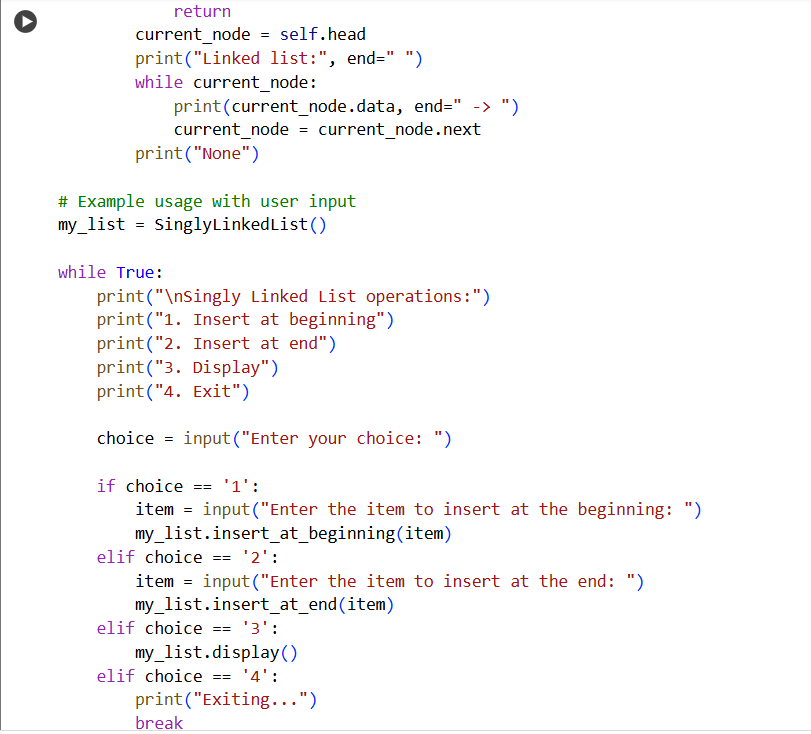 return
        current_node = self.head
        print("Linked list:", end=" ")
        while current_node:
            print(current_node.data, end=" -> ")
            current_node = current_node.next
        print("None")

# Example usage with user input
my_list = SinglyLinkedList()

while True:
    print("\nSingly Linked List operations:")
    print("1. Insert at beginning")
    print("2. Insert at end")
    print("3. Display")
    print("4. Exit")

    choice = input("Enter your choice: ")

    if choice == '1':
        item = input("Enter the item to insert at the beginning: ")
        my_list.insert_at_beginning(item)
    elif choice == '2':
        item = input("Enter the item to insert at the end: ")
        my_list.insert_at_end(item)
    elif choice == '3':
        my_list.display()
    elif choice == '4':
        print("Exiting...")
        break